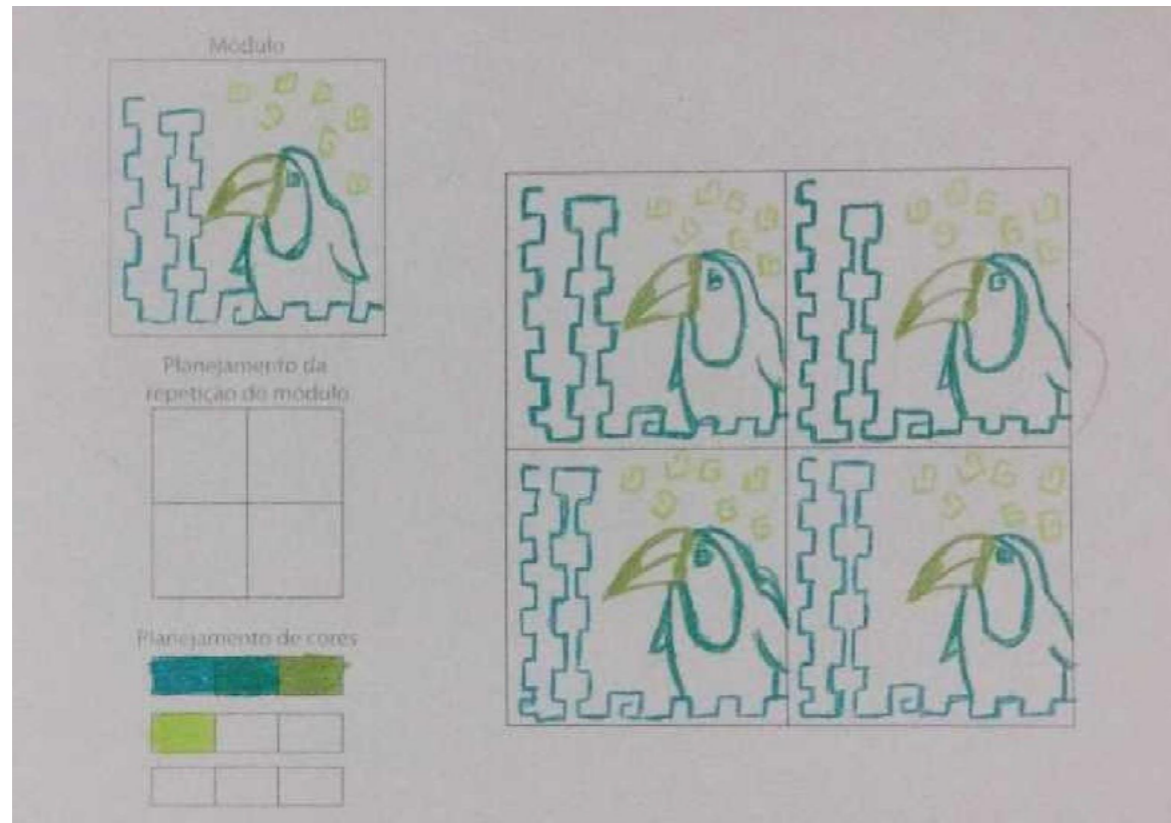 Módulo
Planejamento da
repetição do módulo
Planejamento de cores